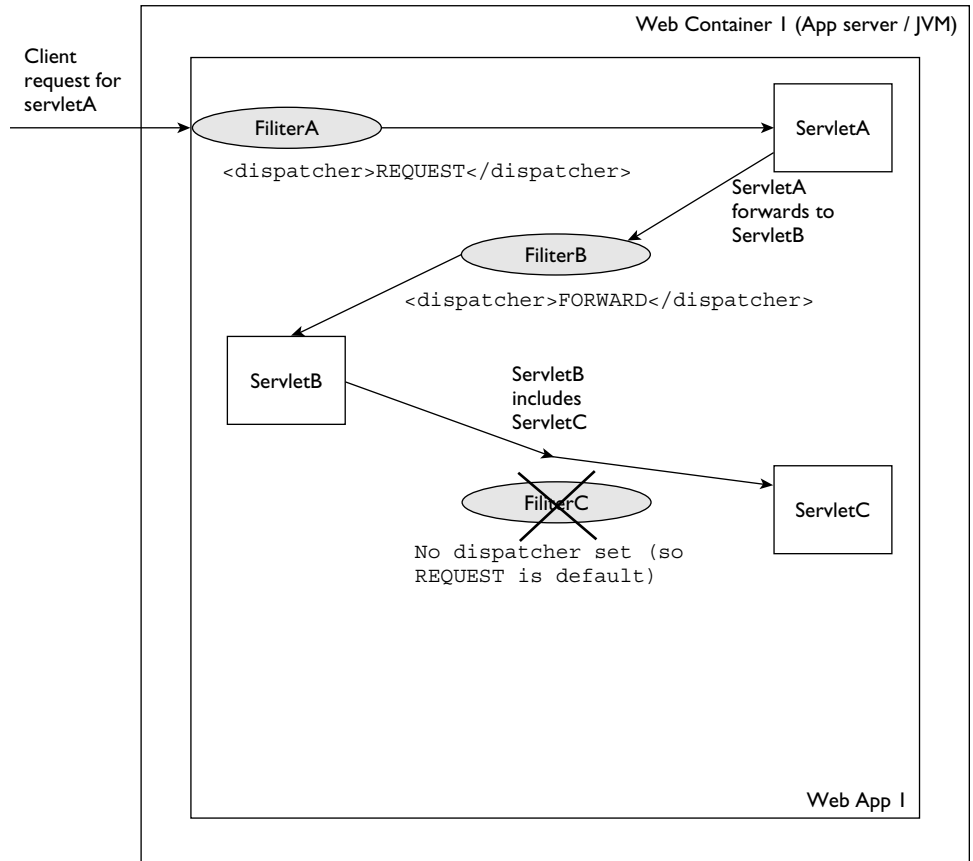 Web Container 1 (App server / JVM)
Client
request for
servletA
FiliterA
ServletA
<dispatcher>REQUEST</dispatcher>
ServletA
forwards to
ServletB
FiliterB
<dispatcher>FORWARD</dispatcher>
ServletB
ServletB
includes
ServletC
FiliterC
ServletC
No dispatcher set (so
REQUEST is default)
Web App 1